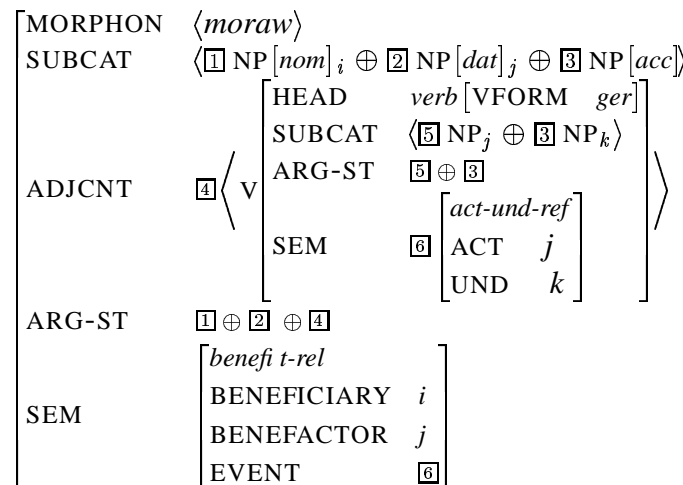 MORPHON ⟨moraw⟩
SUBCAT ⟨[1] NP[nom]i ⊕ [2] NP[dat]j ⊕ [3] NP[acc]⟩
HEAD verb[VFORM ger]
SUBCAT ⟨[5] NPj ⊕ [3] NPk⟩
ARG-ST [5] ⊕ [3]
ADJCNT [4]⟨ V ⟩
act-und-ref
SEM [6] ACT j
UND k
ARG-ST [1] ⊕ [2] ⊕ [4]
benefi t-rel
BENEFICIARY i
SEM
BENEFACTOR j
EVENT [6]